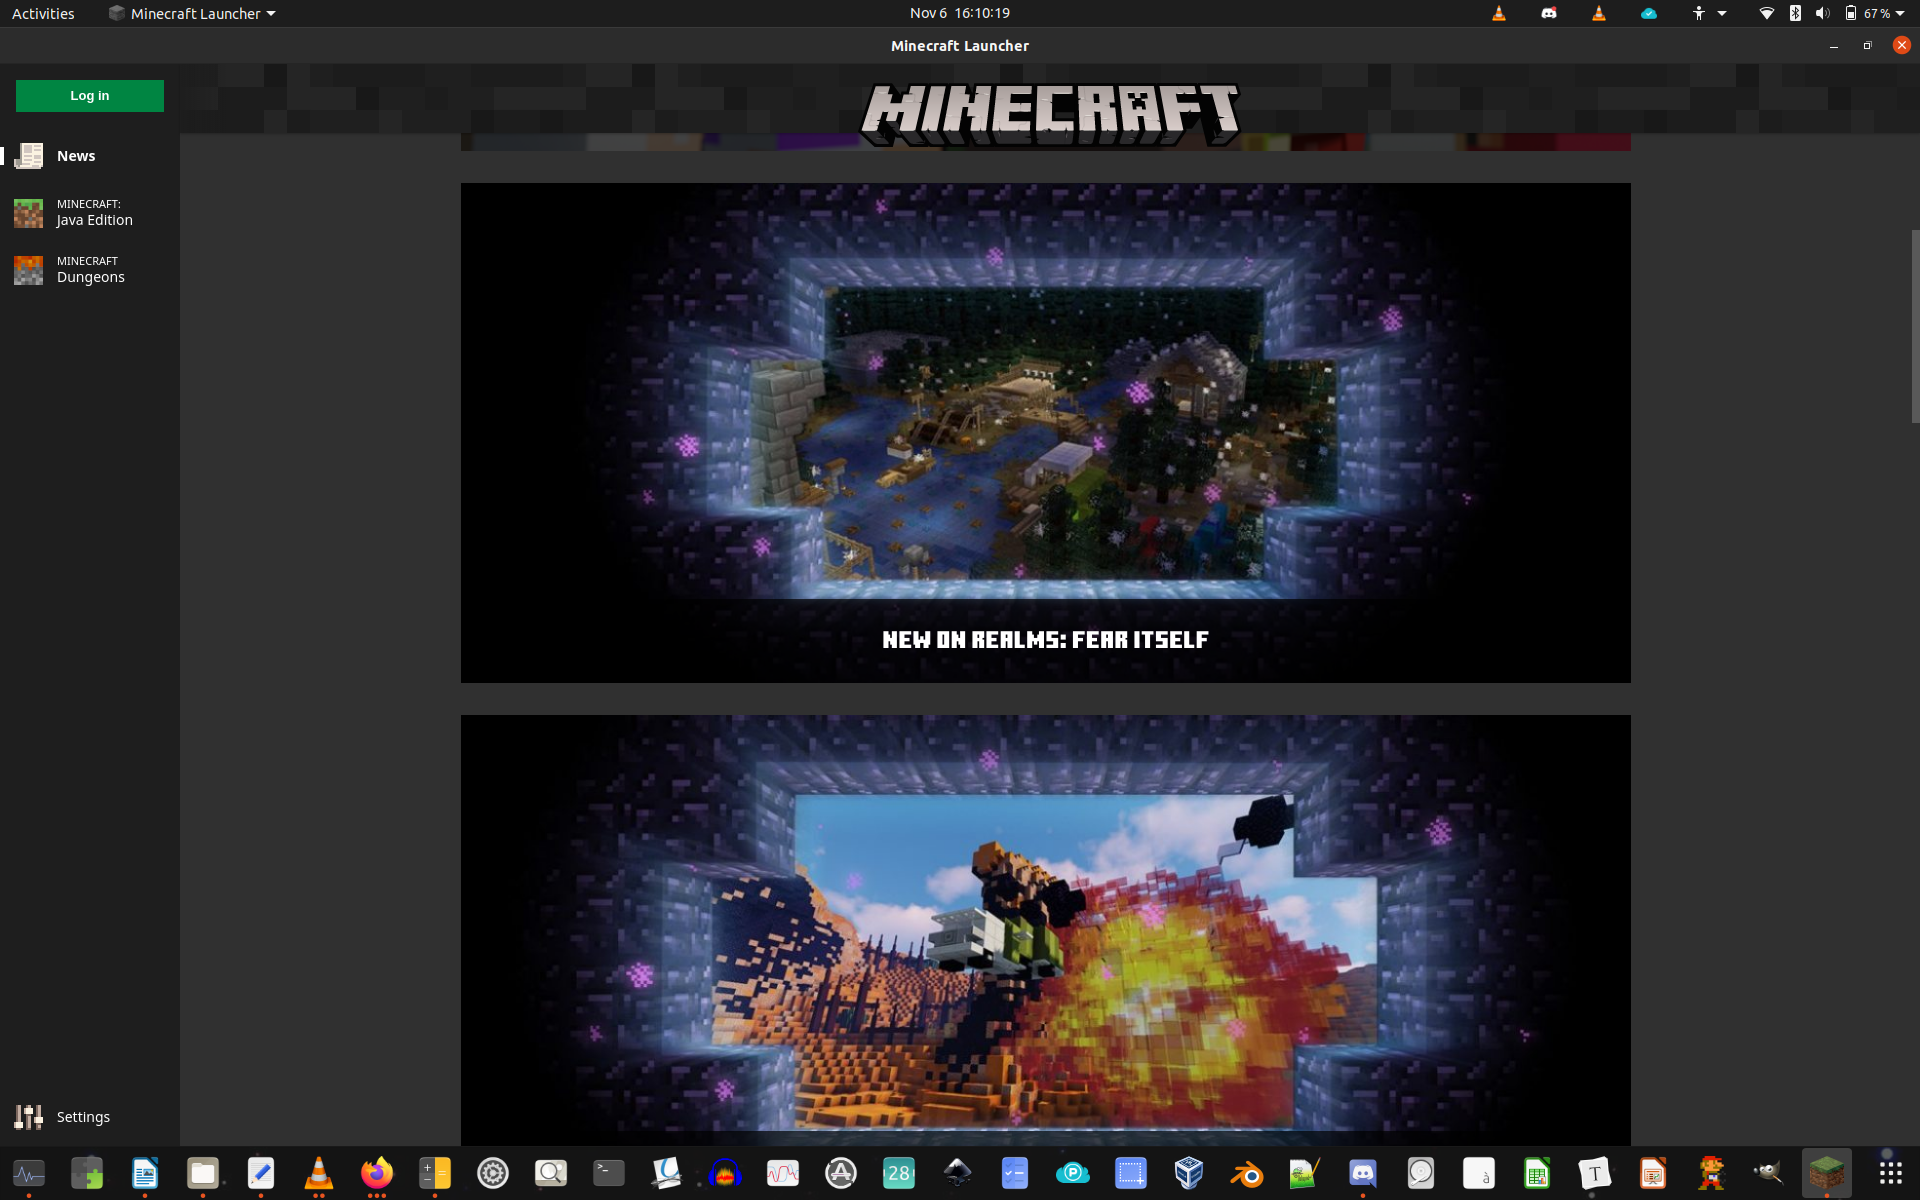 Activities
Minecraft Launcher
Nov 6 16:10:19
67 %
Minecraft Launcher
Log in
MINECRAFT
News
MINECRAFT:
Java Edition
MINECRAFT
Dungeons
NEW ON REALMS: FEAR ITSELF
Settings
28